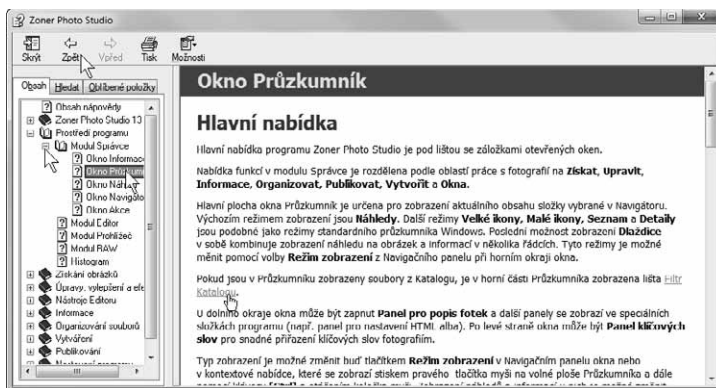 Zoner Photo Studio
Skrýt Zpět Vpřed Tisk Možnosti
Obsah Hledat Oblíbené položky
Obsah nápovědy
Zoner Photo Studio 13
Prostředí programu
Modul Správce
Okno Informace
Okno Průzkumn
Okno Náh
Okno Navigáto
Okno Akce
Modul Editor
Modul Prohlížeč
Modul RAW
Histogram
Získání obrázků
Úpravy, vylepšení a efe
Nástroje Editoru
Informace
Organizování souborů
Vytváření
Publikování
Nastavení programu
Okno Průzkumník
Hlavní nabídka
Hlavní nabídka programu Zoner Photo Studio je pod lištou se záložkami otevřených oken.
Nabídka funkcí v modulu Správce je rozdělena podle oblastí práce s fotografií na Získat, Upravit,
Informace, Organizovat, Publikovat, Vytvořit a Okna.
Hlavní plocha okna Průzkumník je určena pro zobrazení aktuálního obsahu složky vybrané v Navigátoru.
Výchozím režimem zobrazení jsou Náhledy. Další režimy Velké ikony, Malé ikony, Seznam a Detaily
jsou podobné jako režimy standardního průzkumníka Windows. Poslední možnost zobrazení Dlaždice
v sobě kombinuje zobrazení náhledu na obrázek a informací v několika řádcích. Tyto režimy je možné
měnit pomocí volby Režim zobrazení z Navigačního panelu při horním okraji okna.
Pokud jsou v Průzkumníku zobrazeny soubory z Katalogu, je v horní části Průzkumníka zobrazena lišta Filtr
Katalogu.
U dolního okraje okna může být zapnut Panel pro popis fotek a další panely se zobrazí ve speciálních
složkách programu (např. panel pro nastavení HTML alba). Po levé straně okna může být Panel klíčových
slov pro snadné přiřazení klíčových slov fotografiím.
Typ zobrazení je možné změnit buď tlačítkem Režim zobrazení v Navigačním panelu okna nebo
v kontextové nabídce, které se zobrazí stiskem pravého tlačítka myši na volné ploše Průzkumníka a dále